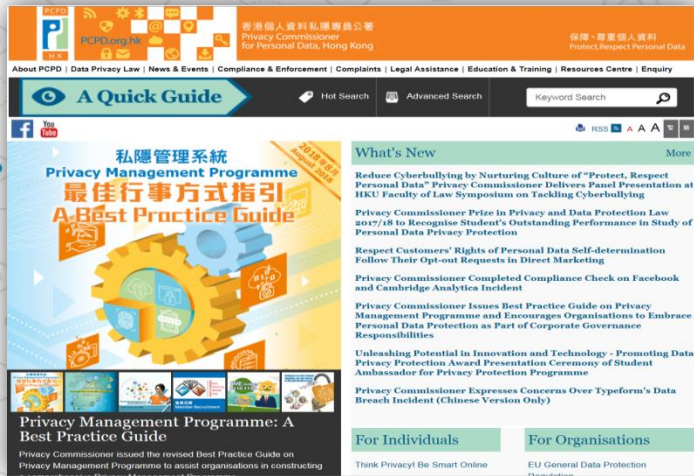 PCPD
H K
PCPD.org.hk
香港個人資料私隱專員公署
Privacy Commissioner
for Personal Data, Hong Kong
保障、尊重個人資料
Protect, Respect Personal Data
About PCPD | Data Privacy Law | News & Events | Compliance & Enforcement | Complaints | Legal Assistance | Education & Training | Resources Centre | Enquiry
A Quick Guide
Hot Search
Advanced Search
Keyword Search
f
You Tube
RSS A A A 繁 簡
私隱管理系統
Privacy Management Programme
最佳行事方式指引
A Best Practice Guide
2018年8月
August 2018
Privacy Management Programme: A
Best Practice Guide
Privacy Commissioner issued the revised Best Practice Guide on
Privacy Management Programme to assist organisations in constructing
What's New
More
Reduce Cyberbullying by Nurturing Culture of "Protect, Respect
Personal Data" Privacy Commissioner Delivers Panel Presentation at
HKU Faculty of Law Symposium on Tackling Cyberbullying
Privacy Commissioner Prize in Privacy and Data Protection Law
2017/18 to Recognise Student's Outstanding Performance in Study of
Personal Data Privacy Protection
Respect Customers' Rights of Personal Data Self-determination
Follow Their Opt-out Requests in Direct Marketing
Privacy Commissioner Completed Compliance Check on Facebook
and Cambridge Analytica Incident
Privacy Commissioner Issues Best Practice Guide on Privacy
Management Programme and Encourages Organisations to Embrace
Personal Data Protection as Part of Corporate Governance
Responsibilities
Unleashing Potential in Innovation and Technology - Promoting Data
Privacy Protection Award Presentation Ceremony of Student
Ambassador for Privacy Protection Programme
Privacy Commissioner Expresses Concerns Over Typeform's Data
Breach Incident (Chinese Version Only)
For Individuals
Think Privacy! Be Smart Online
For Organisations
EU General Data Protection